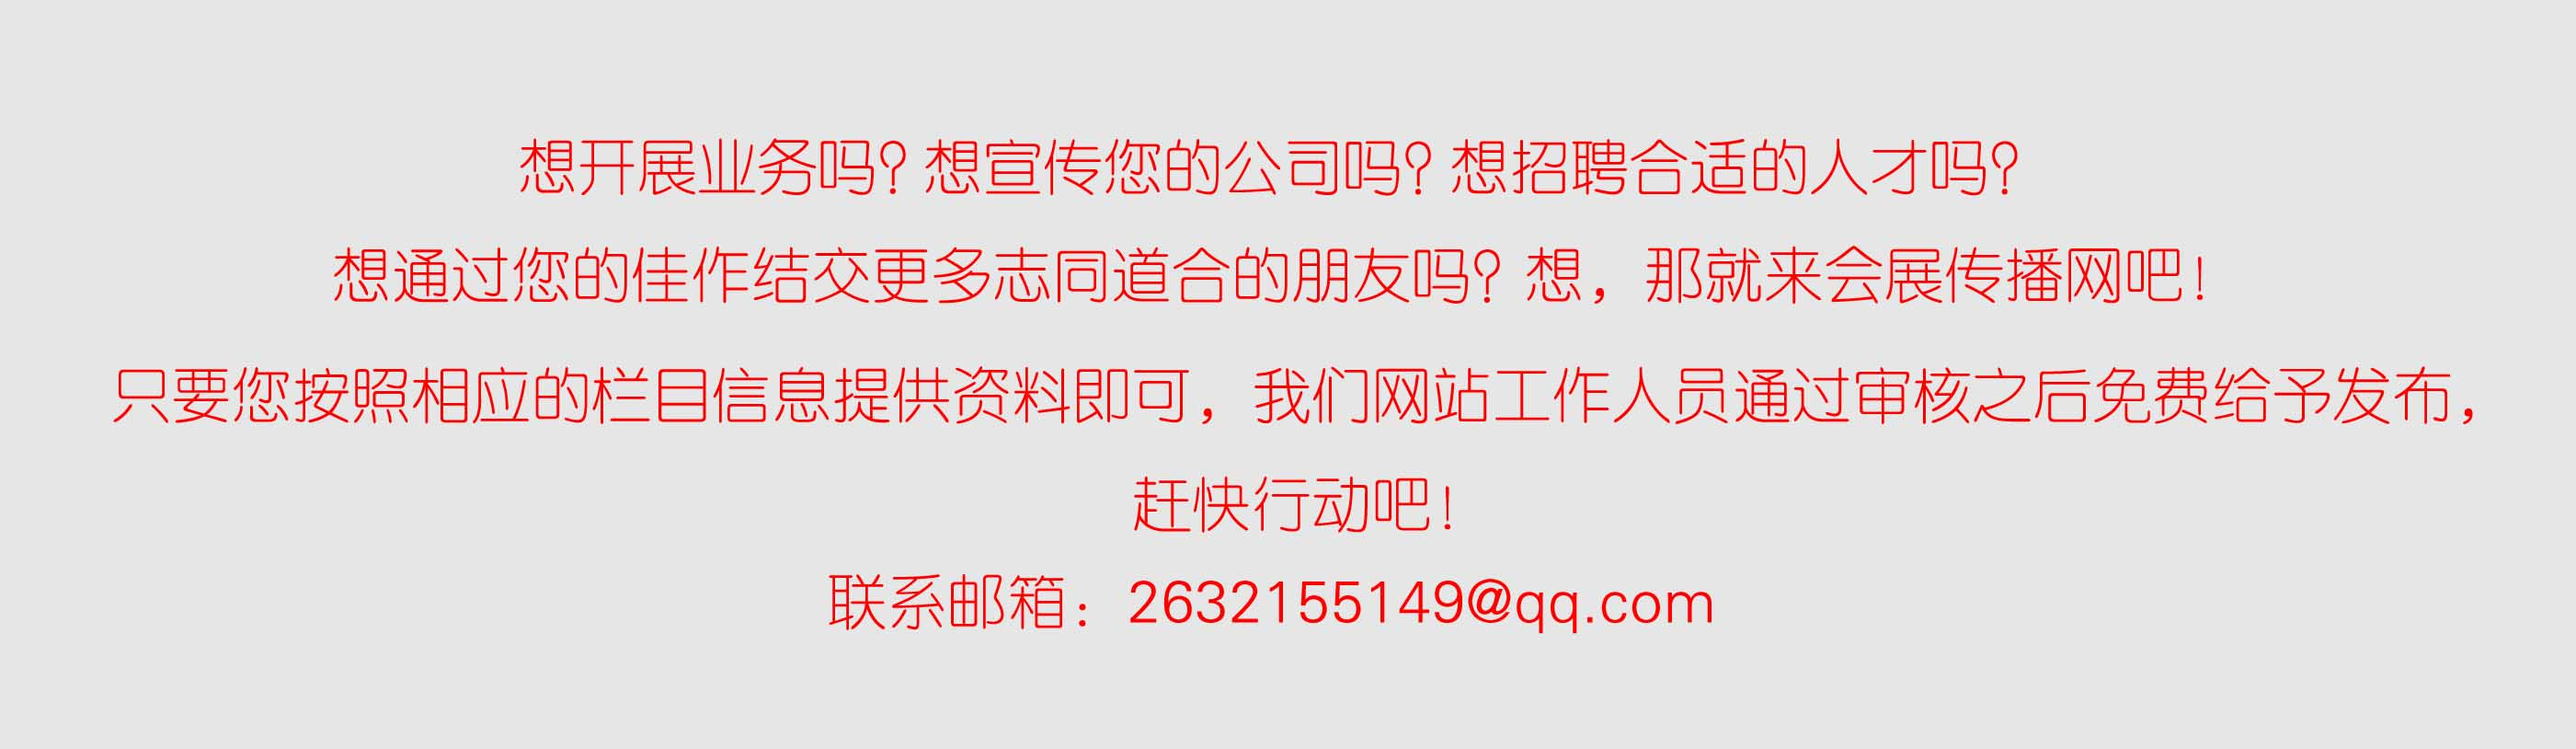 想开展业务吗？想宣传您的公司吗？想招聘合适的人才吗？
想通过您的佳作结交更多志同道合的朋友吗？想，那就来会展传播网吧！
只要您按照相应的栏目信息提供资料即可，我们网站工作人员通过审核之后免费给予发布，
赶快行动吧！
联系邮箱：2632155149@qq.com